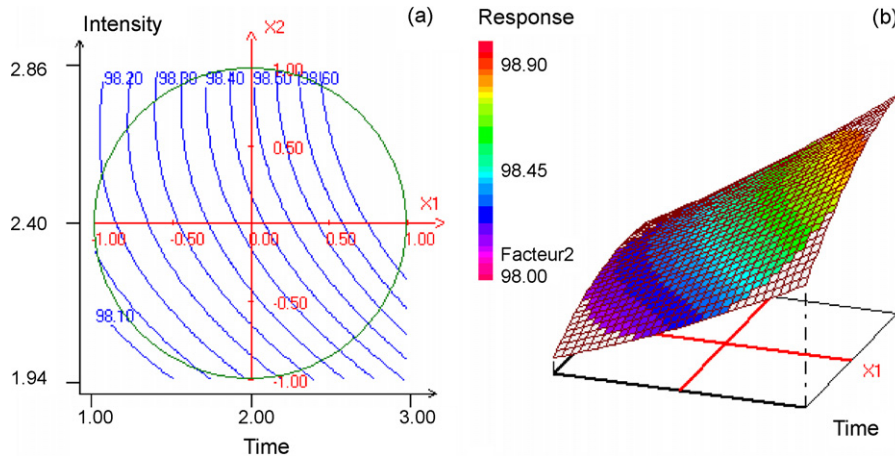 Intensity
(a)
X2
2.86
98.20
98.30
98.40
98.50
98.60
1.00
0.50
X1
2.40
-1.00
-0.50
0.00
0.50
1.00
-0.50
98.10
-1.00
1.94
1.00
2.00
3.00
Time
Response
(b)
98.90
98.45
Facteur2
98.00
X1
Time